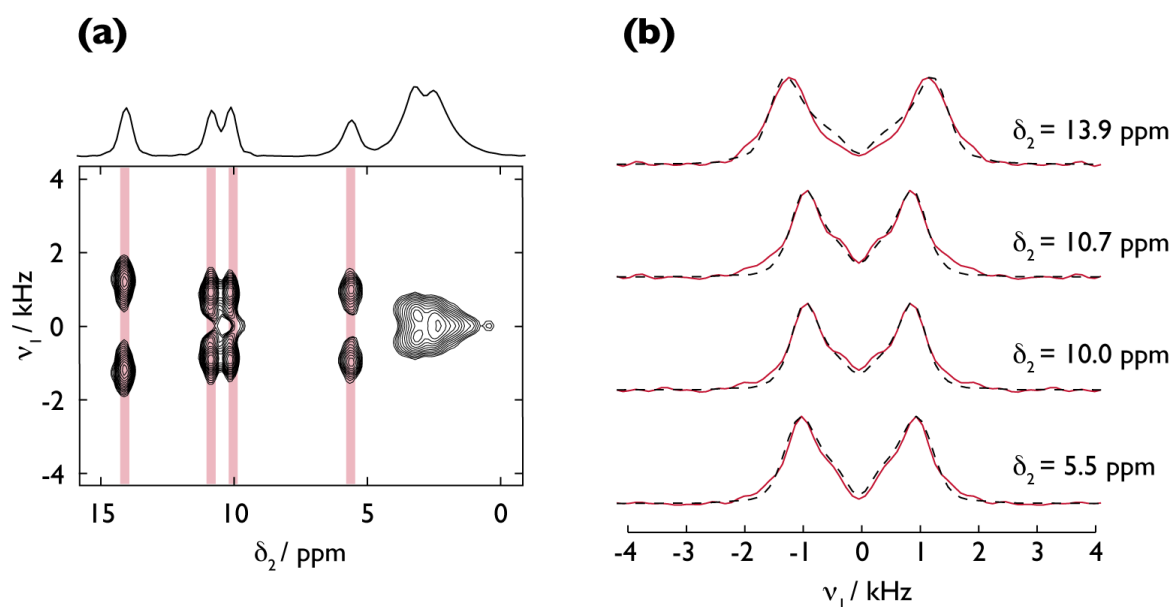 (a)
4
2
0
-2
-4
ν₁ / kHz
15
10
5
0
δ₂ / ppm
(b)
δ₂ = 13.9 ppm
δ₂ = 10.7 ppm
δ₂ = 10.0 ppm
δ₂ = 5.5 ppm
-4 -3 -2 -1 0 1 2 3 4
ν₁ / kHz